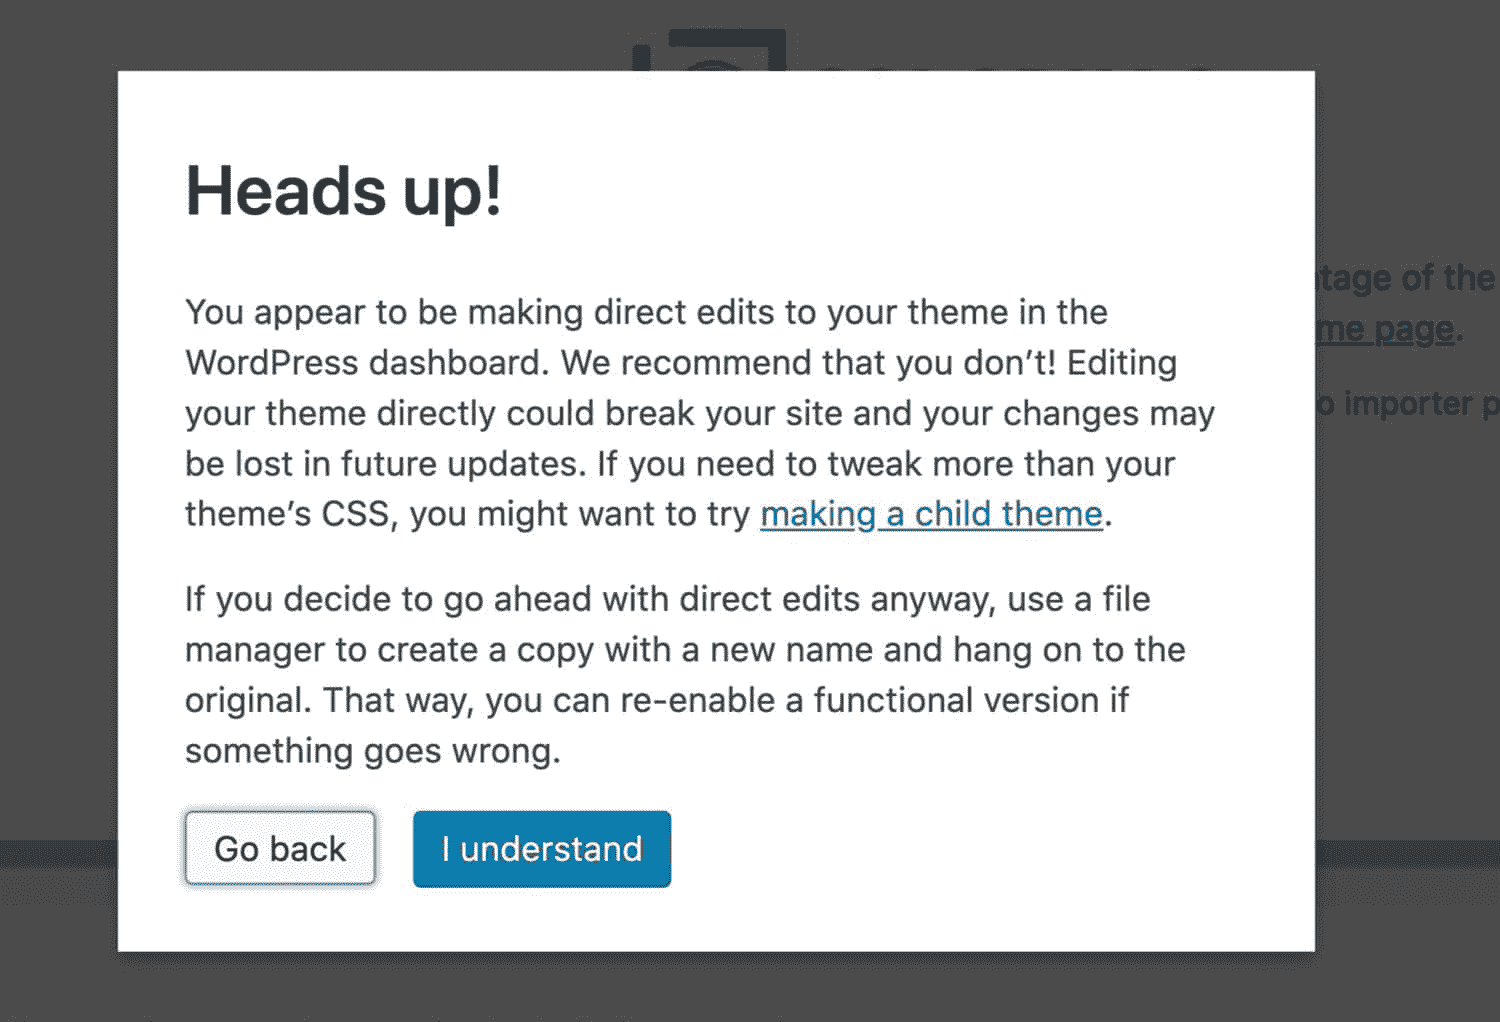 Heads up!
You appear to be making direct edits to your theme in the
WordPress dashboard. We recommend that you don’t! Editing
your theme directly could break your site and your changes may
be lost in future updates. If you need to tweak more than your
theme’s CSS, you might want to try making a child theme.
If you decide to go ahead with direct edits anyway, use a file
manager to create a copy with a new name and hang on to the
original. That way, you can re-enable a functional version if
something goes wrong.
Go back
I understand
of the
page.
importer